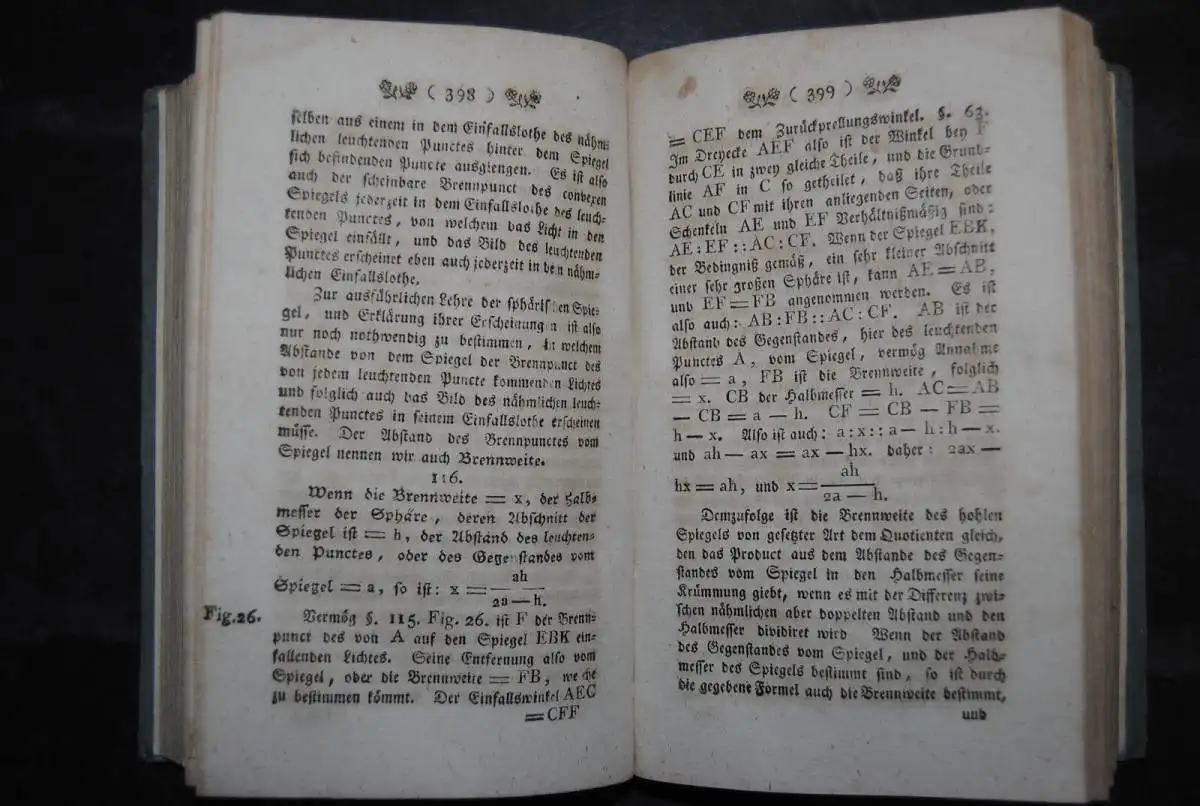 ( 398 )
selben aus einem in dem Einfallslothe des nähm-
lichen leuchtenden Punctes hinter dem Spiegel
sich befindenden Puncte ausgiengen. Es ist also
auch der scheinbare Brennpunct des convexen
Spiegels jederzeit in dem Einfallslothe des leuch-
tenden Punctes, von welchem das Licht in den
Spiegel einfällt, und das Bild des leuchtenden
Punctes erscheinet eben auch jederzeit in den nähm-
lichen Einfallslothe.
Zur ausführlichen Lehre der sphärischen Spie-
gel, und Erklärung ihrer Erscheinungen ist also
nur noch nothwendig zu bestimmen, in welchem
Abstande von dem Spiegel der Brennpunct des
von jedem leuchtenden Puncte kommenden Lichtes
und folglich auch das Bild des nähmlichen leuch-
tenden Punctes in seinem Einfallslothe erscheinen
müsse. Der Abstand des Brennpunctes vom
Spiegel nennen wir auch Brennweite.
116.
Wenn die Brennweite = x, der Halb-
messer der Sphäre, deren Abschnitt der
Spiegel ist = h, der Abstand des leuchten-
den Punctes, oder des Gegenstandes vom
Spiegel = a, so ist: x = ah / 2a — h.
Fig. 26. Vermög §. 115. Fig. 26. ist F der Brenn-
punct des von A auf den Spiegel EBK ein-
fallenden Lichtes. Seine Entfernung also vom
Spiegel, oder die Brennweite = FB, welche
zu bestimmen kömmt. Der Einfallswinkel AEC
= CFF
( 399 )
= CEF dem Zurückprellungswinkel. §. 63.
Im Dreyecke AEF also ist der Winkel bey F
durch CE in zwey gleiche Theile, und die Grund-
linie AF in C so getheilet, daß ihre Theile
AC und CF mit ihren anliegenden Seiten, oder
Schenkeln AE und EF Verhältnißmäßig sind:
AE : EF :: AC : CF. Wenn der Spiegel EBK,
der Bedingniß gemäß, ein sehr kleiner Abschnitt
einer sehr großen Sphäre ist, kann AE = AB,
und EF = FB angenommen werden. Es ist
also auch: AB : FB :: AC : CF. AB ist der
Abstand des Gegenstandes, hier des leuchtenden
Punctes A, vom Spiegel, vermög Annahme
also = a, FB ist die Brennweite, folglich
= x. CB der Halbmesser = h. AC = AB
— CB = a — h. CF = CB — FB =
h — x. Also ist auch: a : x :: a — h : h — x.
und ah — ax = ax — hx. daher: 2ax —
hx = ah, und x = ah / 2a — h.
Demzufolge ist die Brennweite des hohlen
Spiegels von gesetzter Art dem Quotienten gleich,
den das Product aus dem Abstande des Gegen-
standes vom Spiegel in den Halbmesser seine
Krümmung giebt, wenn es mit der Differenz zwi-
schen nähmlichen aber doppelten Abstand und den
Halbmesser dividiret wird Wenn der Abstand
des Gegenstandes vom Spiegel, und der Halb-
messer des Spiegels bestimmt sind, so ist durch
die gegebene Formel auch die Brennweite bestimmt,
und